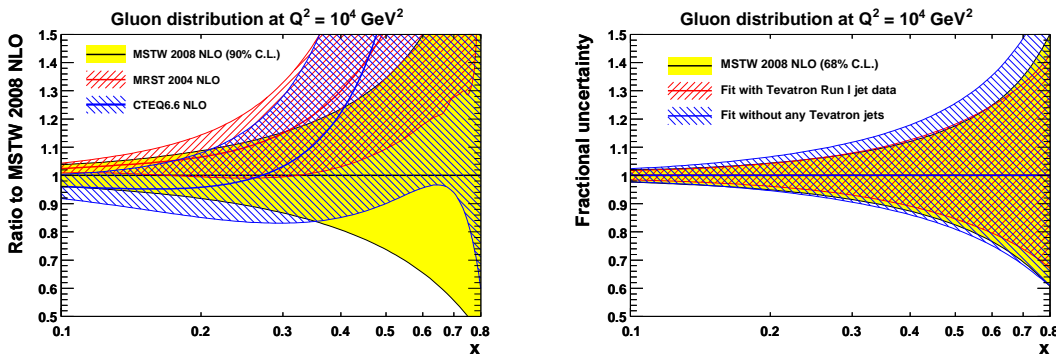 Gluon distribution at Q² = 10⁴ GeV²
Ratio to MSTW 2008 NLO
1.5
1.4
1.3
1.2
1.1
1
0.9
0.8
0.7
0.6
0.5
MSTW 2008 NLO (90% C.L.)
MRST 2004 NLO
CTEQ6.6 NLO
0.1 0.2 0.3 0.4 0.5 0.6 0.7 0.8
x
Gluon distribution at Q² = 10⁴ GeV²
Fractional uncertainty
1.5
1.4
1.3
1.2
1.1
1
0.9
0.8
0.7
0.6
0.5
MSTW 2008 NLO (68% C.L.)
Fit with Tevatron Run I jet data
Fit without any Tevatron jets
0.1 0.2 0.3 0.4 0.5 0.6 0.7 0.8
x